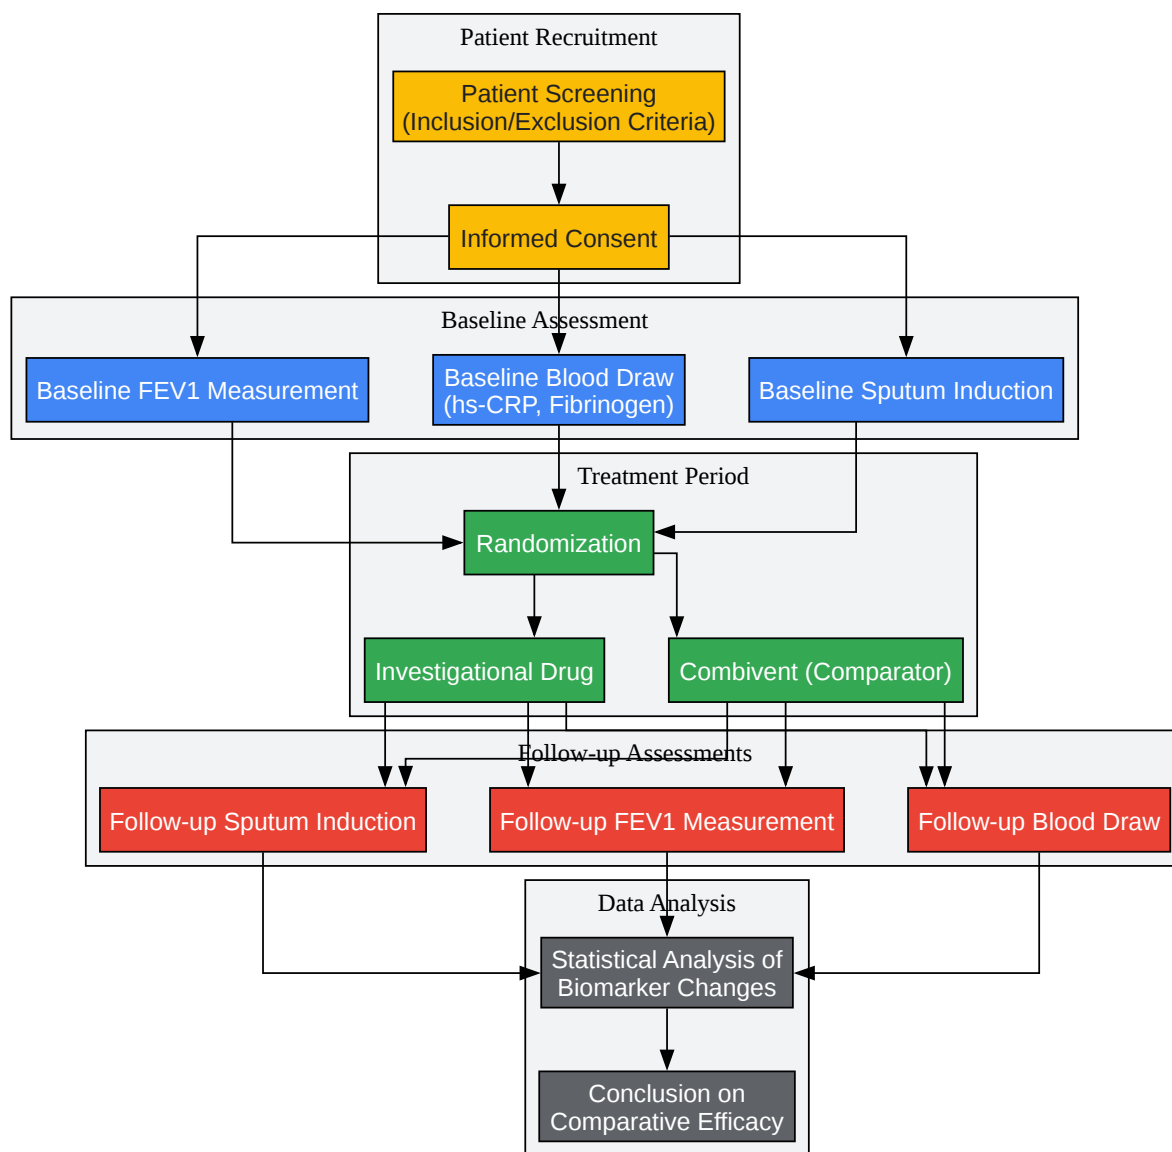 Patient Recruitment
Patient Screening
(Inclusion/Exclusion Criteria)
Informed Consent
Baseline Assessment
Baseline FEV1 Measurement
Baseline Blood Draw
(hs-CRP, Fibrinogen)
Baseline Sputum Induction
Treatment Period
Randomization
Investigational Drug
Combivent (Comparator)
Follow-up Assessments
Follow-up Sputum Induction
Follow-up FEV1 Measurement
Follow-up Blood Draw
Data Analysis
Statistical Analysis of
Biomarker Changes
Conclusion on
Comparative Efficacy